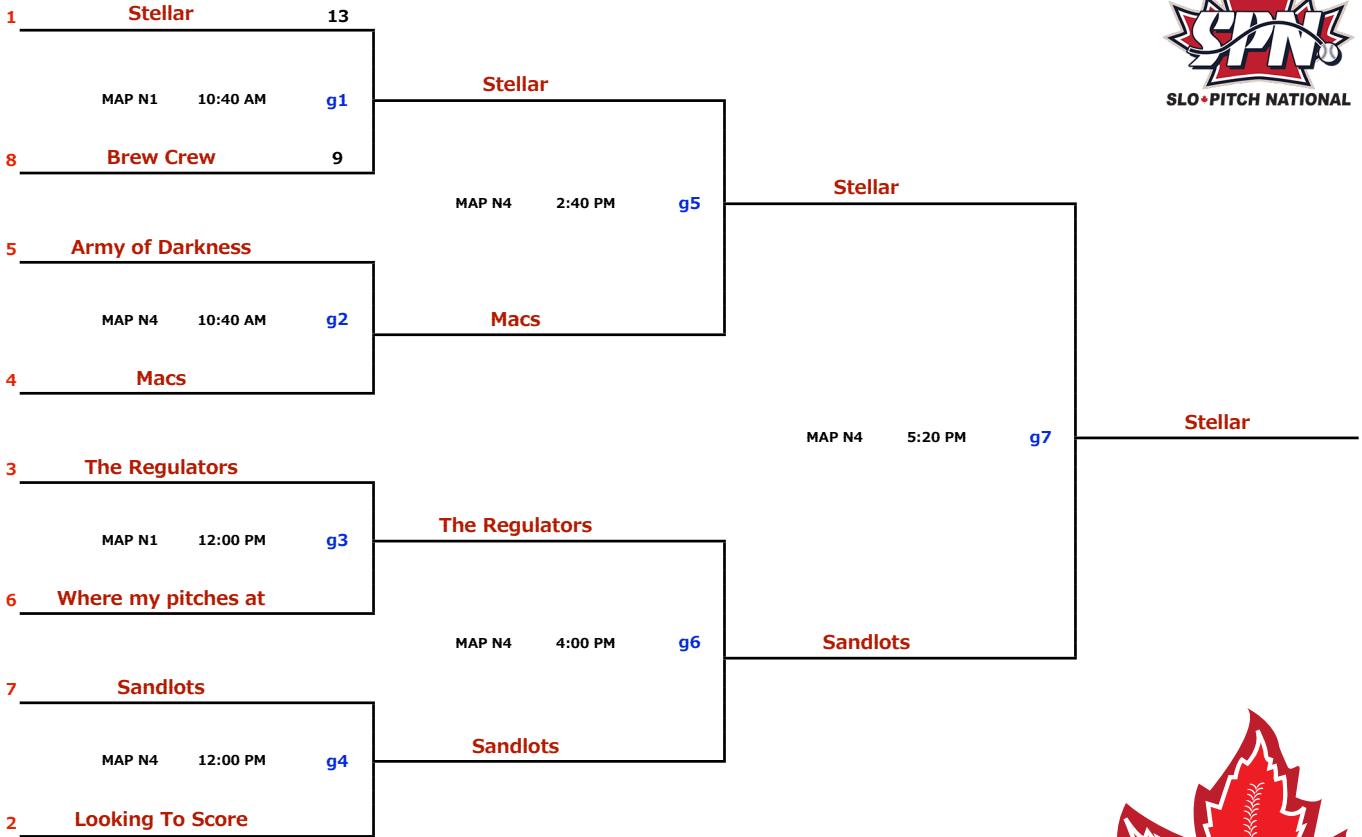 1 Stellar 13
SPN
SLO PITCH NATIONAL
MAP N1 10:40 AM g1
Stellar
8 Brew Crew 9
MAP N4 2:40 PM g5
Stellar
5 Army of Darkness
MAP N4 10:40 AM g2
Macs
4 Macs
MAP N4 5:20 PM g7
Stellar
3 The Regulators
MAP N1 12:00 PM g3
The Regulators
6 Where my pitches at
MAP N4 4:00 PM g6
Sandlots
7 Sandlots
MAP N4 12:00 PM g4
Sandlots
2 Looking To Score